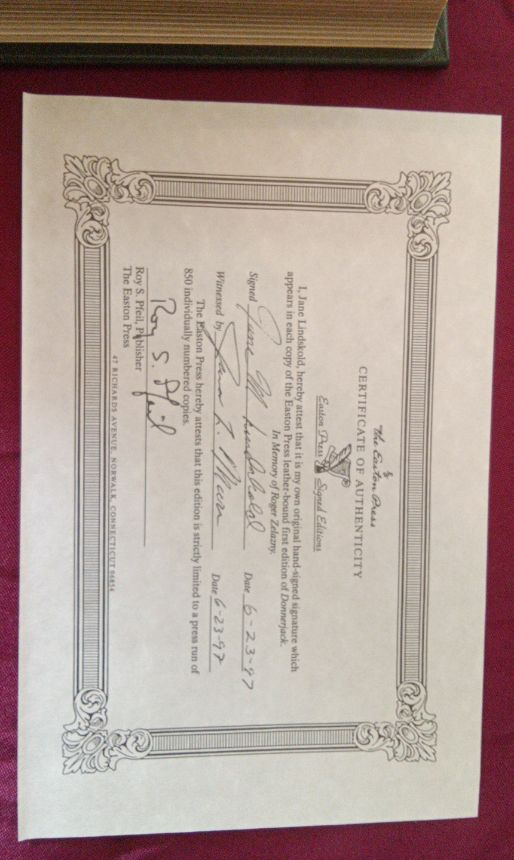 The Easton Press
CERTIFICATE OF AUTHENTICITY
Easton Press Signed Editions
I, Jane Lindskold, hereby attest that it is my own original hand-signed signature which
appears in each copy of the Easton Press leather-bound first edition of Donnerjack.
In Memory of Roger Zelazny.
Signed Jane M Lindskold Date 6-23-97
Witnessed by Date 6-23-97
The Easton Press hereby attests that this edition is strictly limited to a press run of
850 individually numbered copies.
Roy S. Pfeil
Roy S. Pfeil, Publisher
The Easton Press
47 RICHARDS AVENUE, NORWALK, CONNECTICUT 06856